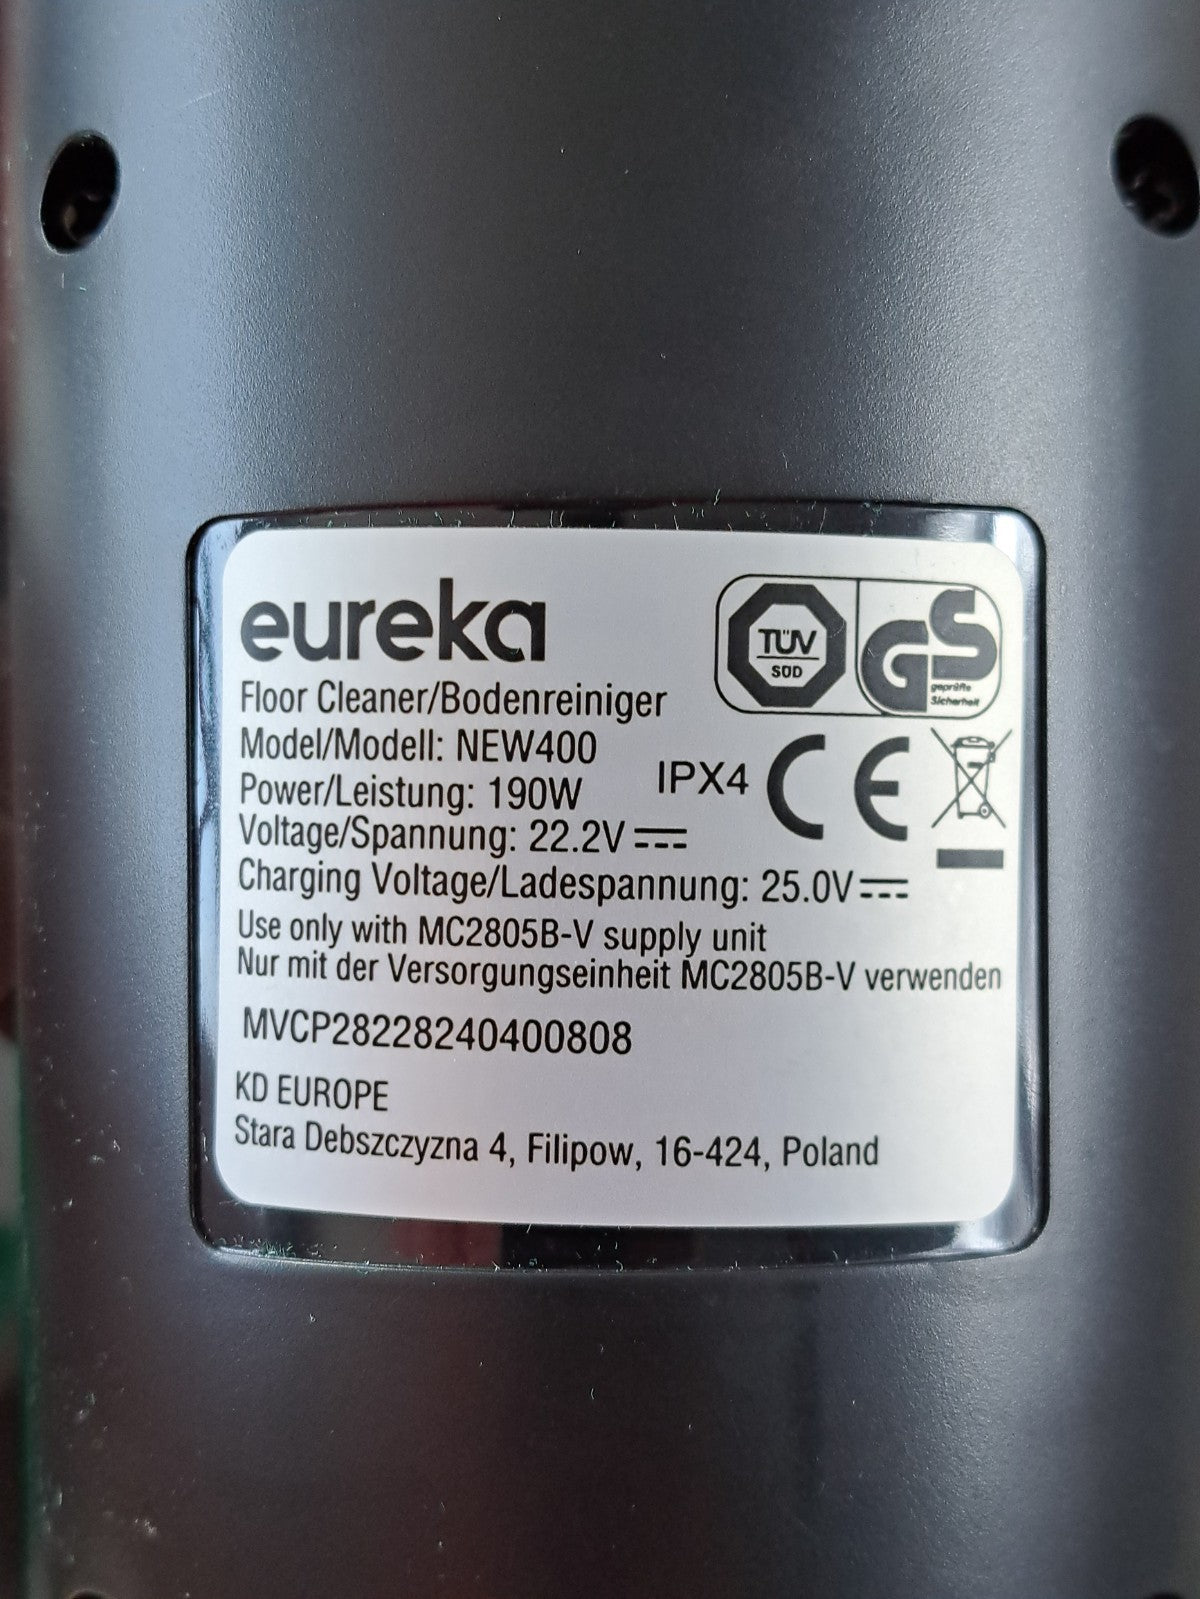 eureka
TÜV
SÜD
GS
geprüfte
Sicherheit
Floor Cleaner/Bodenreiniger
Model/Modell: NEW400
Power/Leistung: 190W
IPX4
CE
Voltage/Spannung: 22.2V
Charging Voltage/Ladespannung: 25.0V
Use only with MC2805B-V supply unit
Nur mit der Versorgungseinheit MC2805B-V verwenden
MVCP28228240400808
KD EUROPE
Stara Debszczyzna 4, Filipow, 16-424, Poland